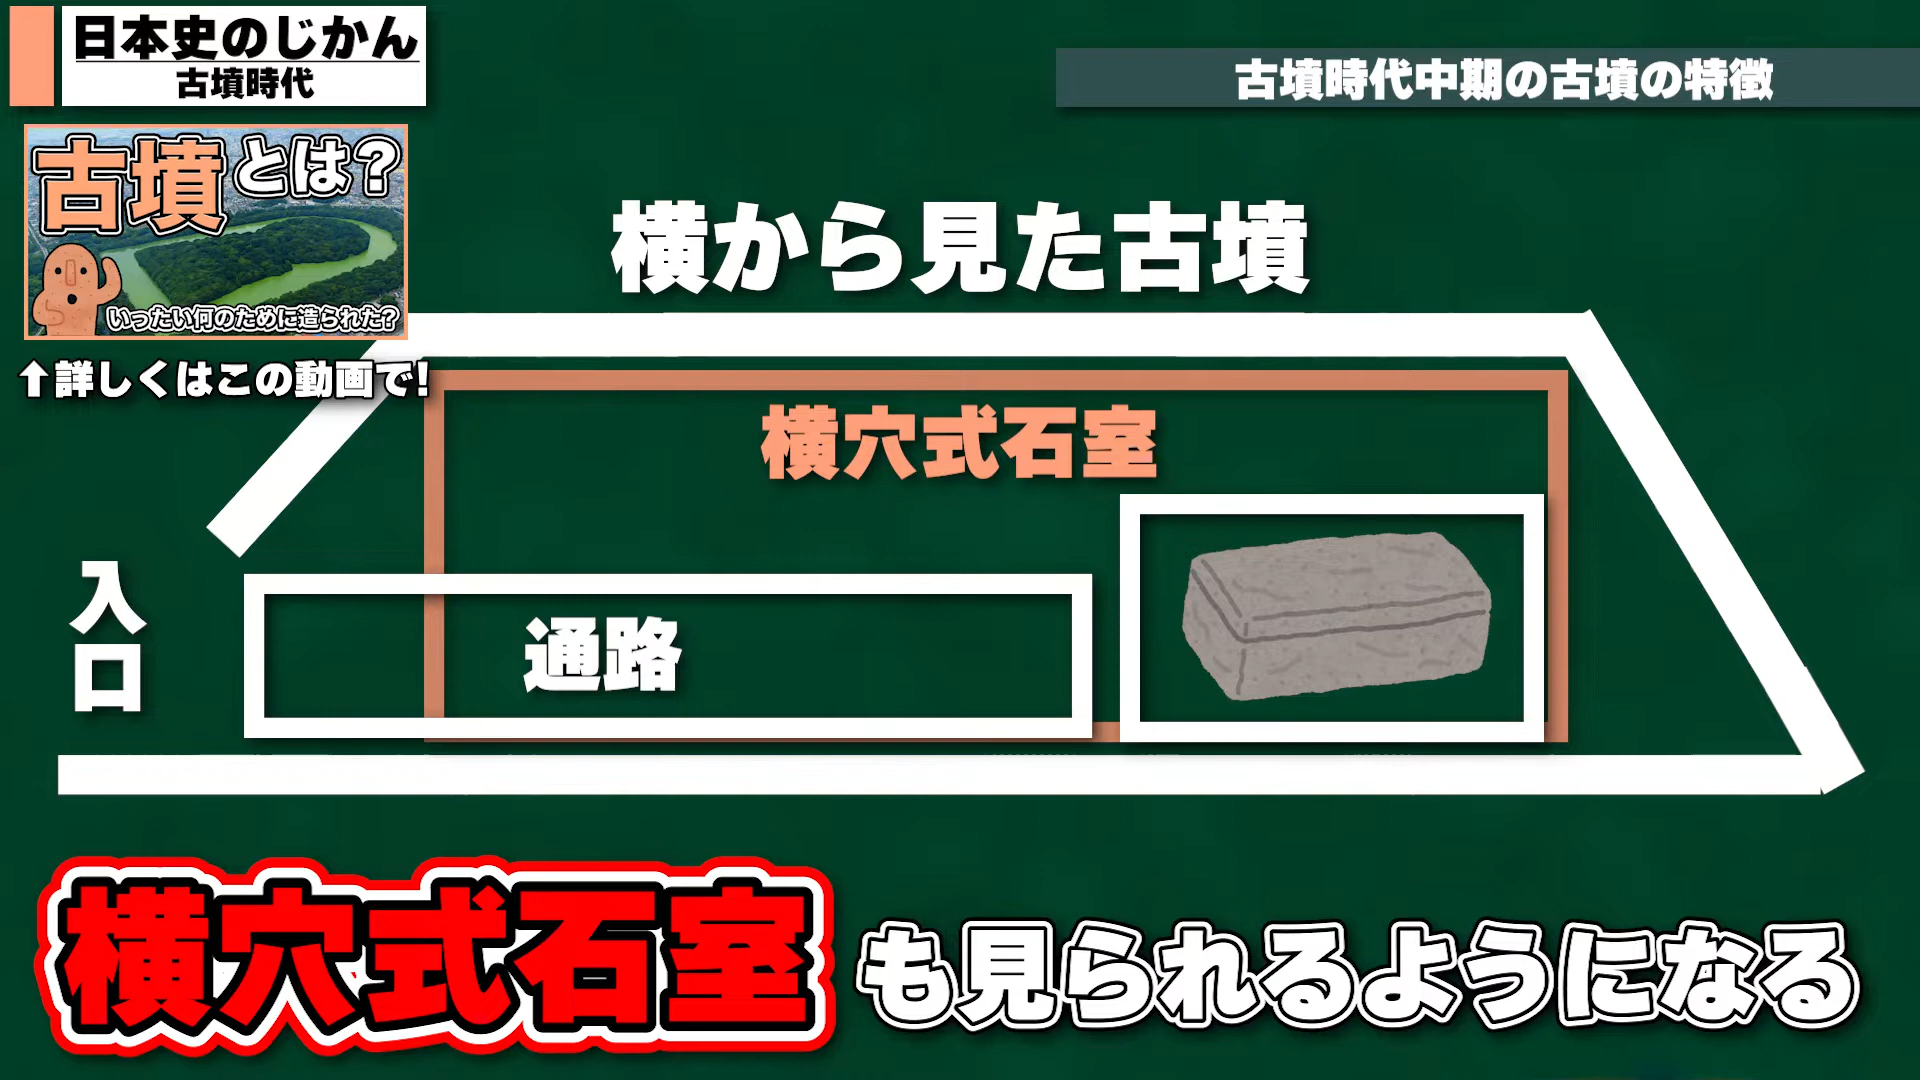 日本史のじかん
古墳時代
古墳時代中期の古墳の特徴
古墳とは？
いったい何のために造られた？
↑詳しくはこの動画で！
横から見た古墳
横穴式石室
入口
通路
横穴式石室も見られるようになる